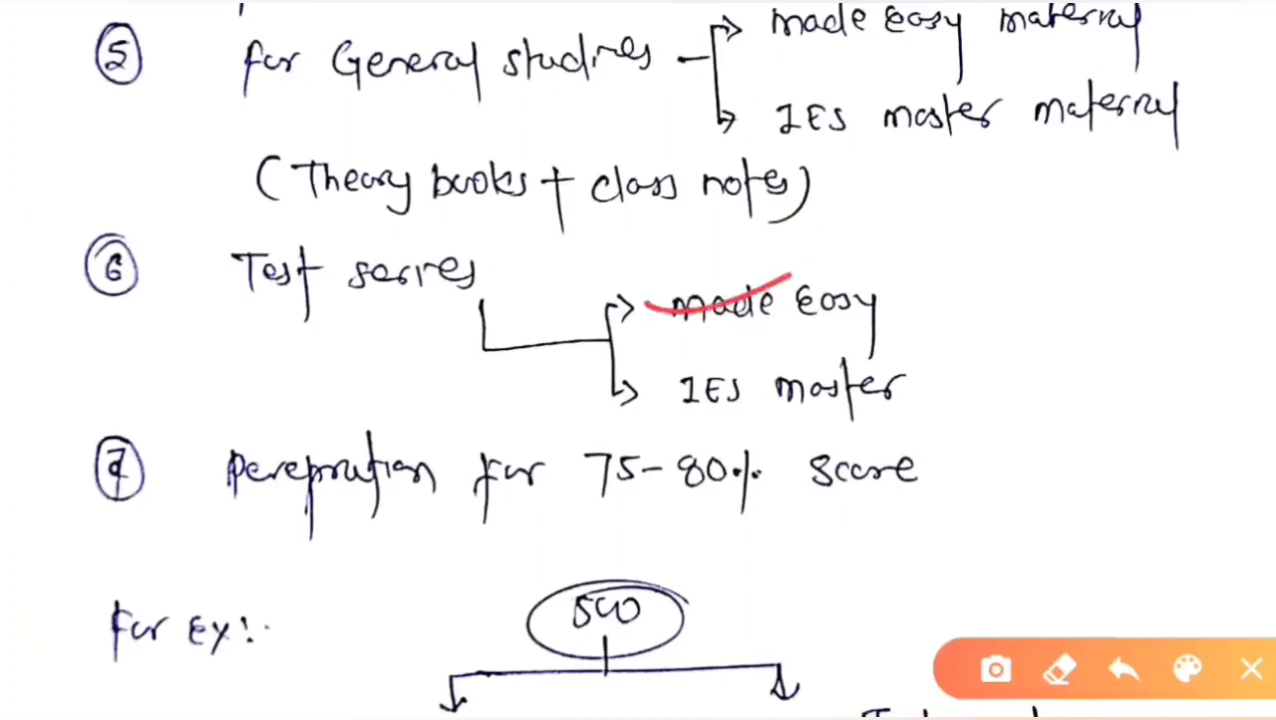 made easy material
5 for General studies
IES master material
(Theory books + class notes)
6 Test series
made Easy
IES master
7 Perepration for 75-80% score
for Ex:
500